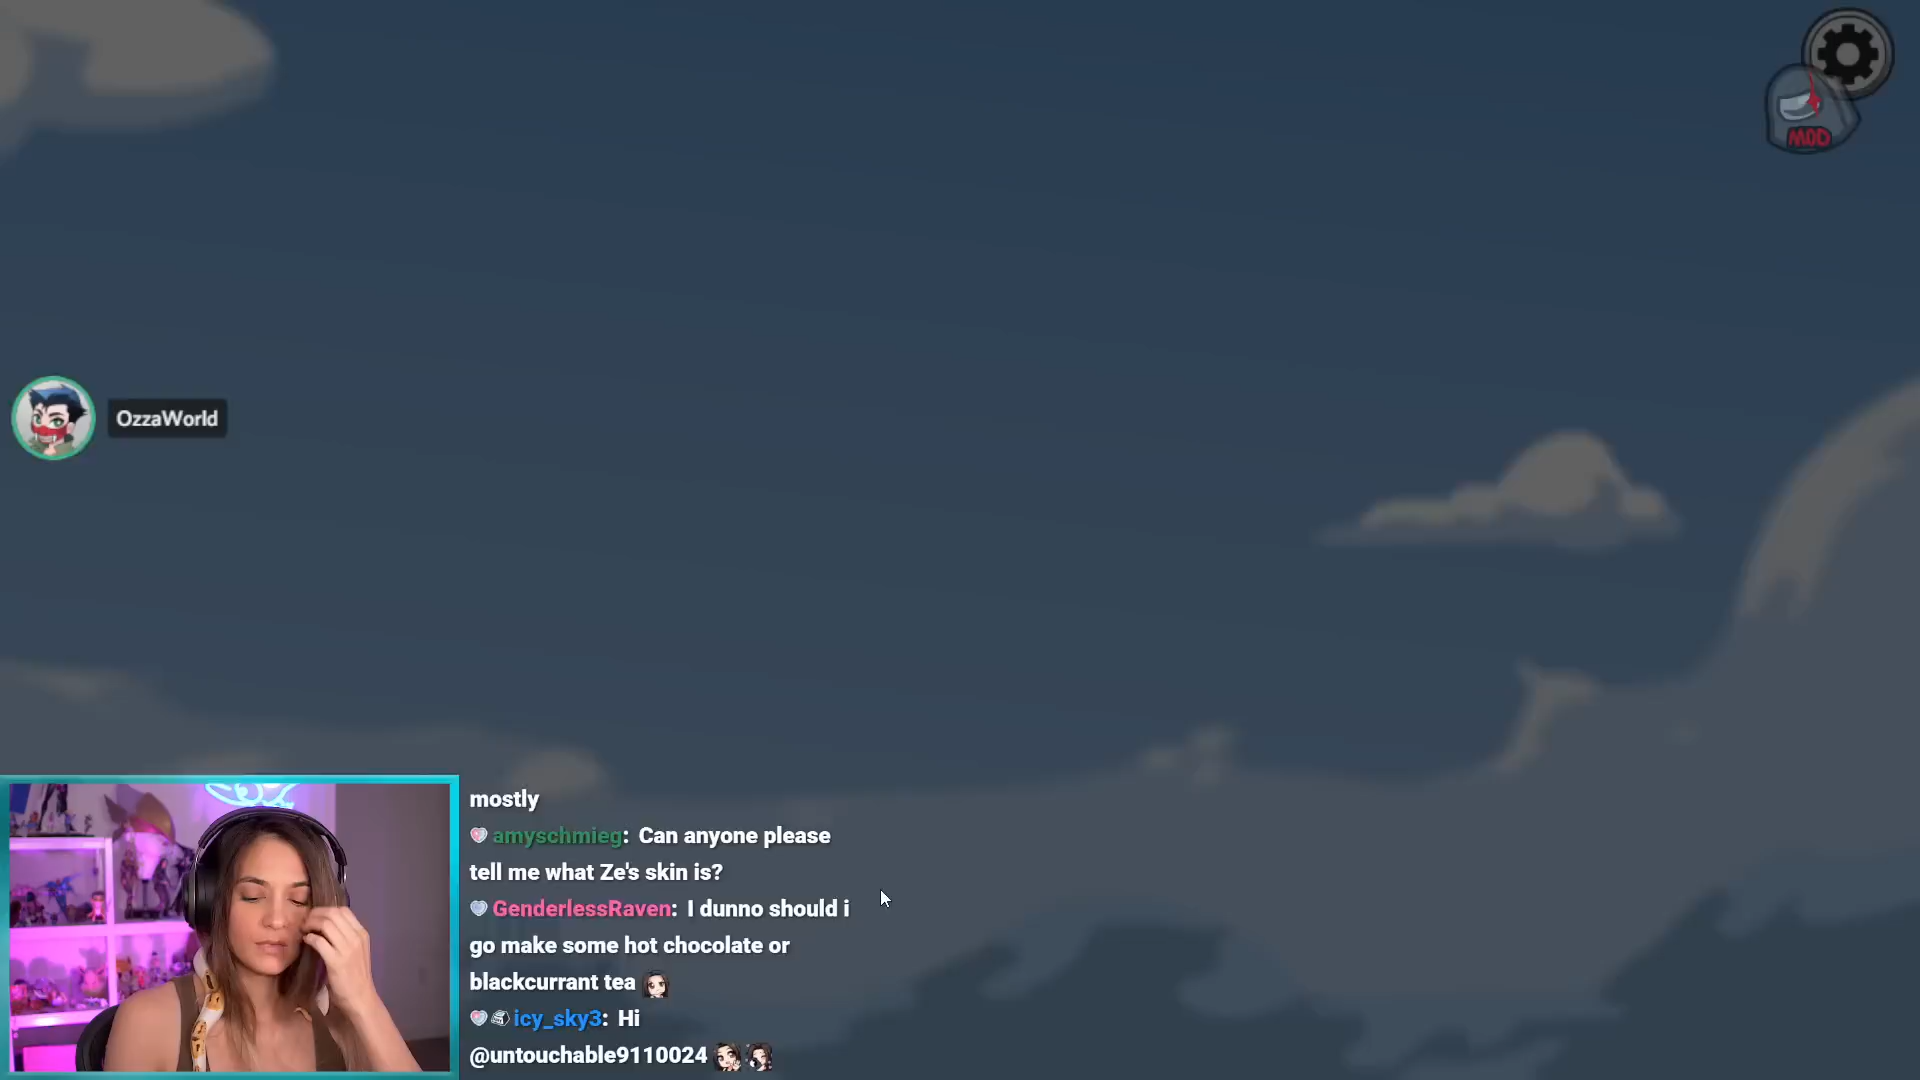 MOD
OzzaWorld
mostly
amyschmieg: Can anyone please
tell me what Ze's skin is?
GenderlessRaven: I dunno should i
go make some hot chocolate or
blackcurrant tea
icy_sky3: Hi
@untouchable9110024